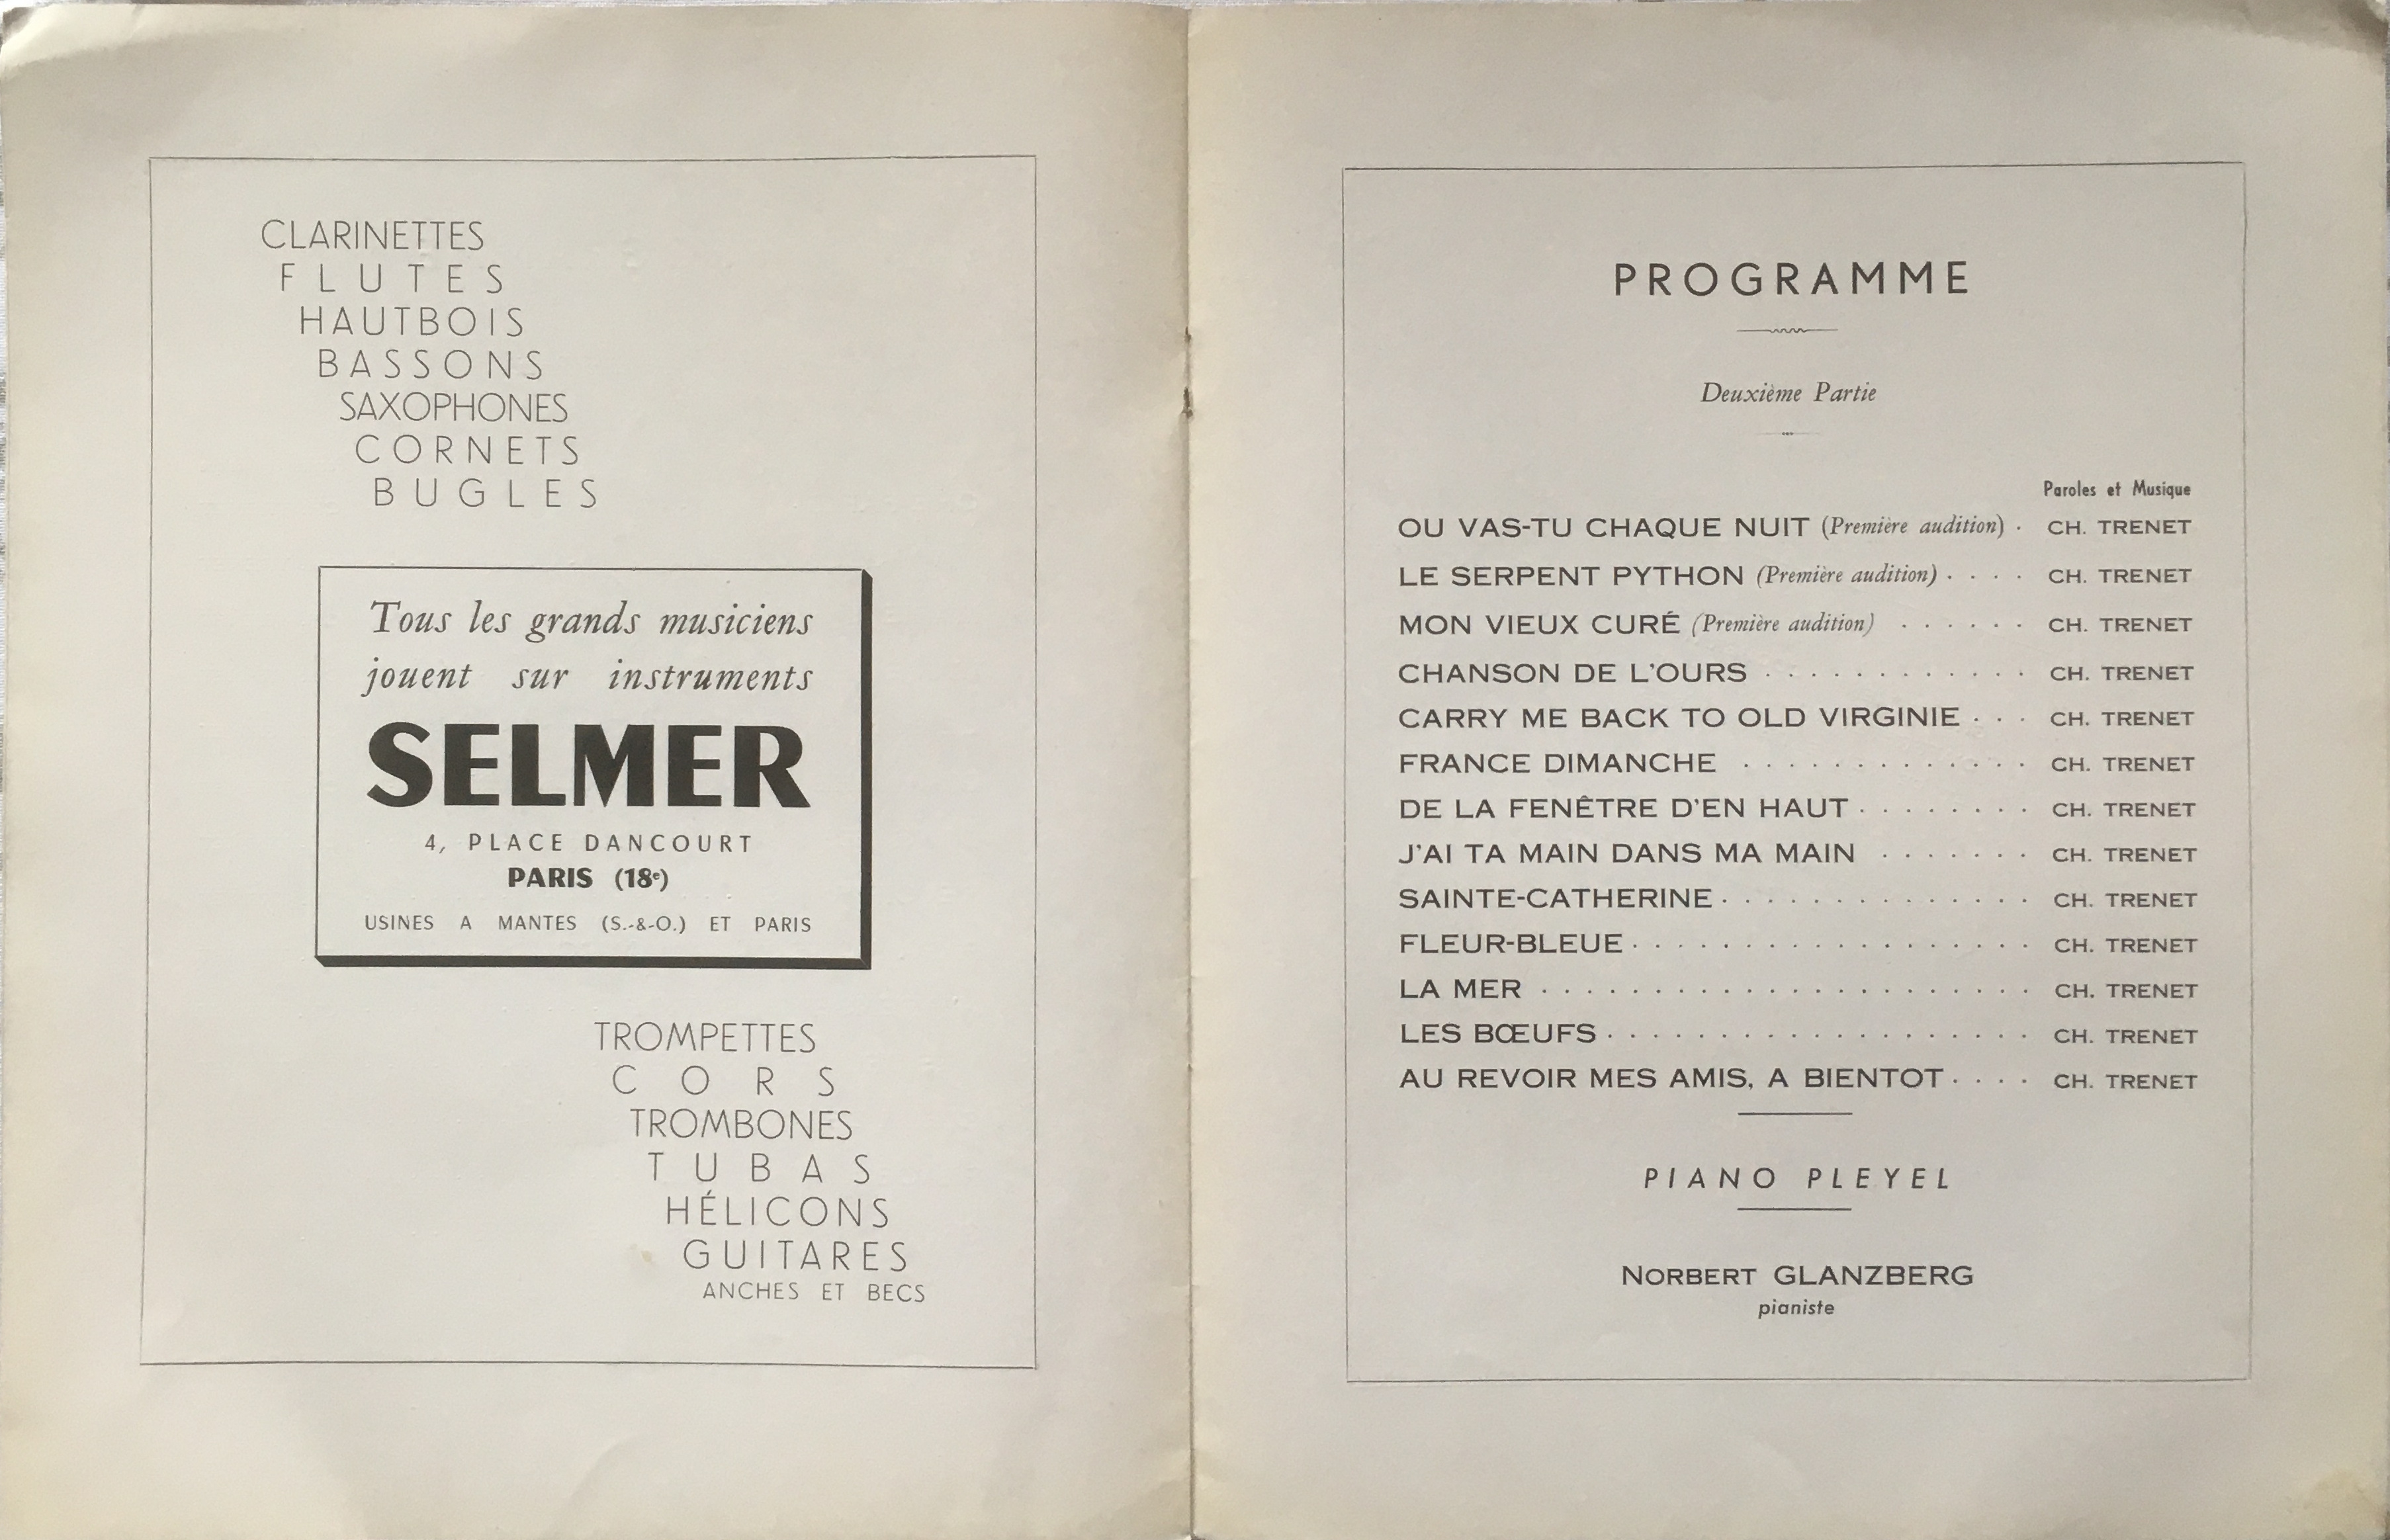 CLARINETTES
FLUTES
HAUTBOIS
BASSONS
SAXOPHONES
CORNETS
BUGLES
Tous les grands musiciens
jouent sur instruments
SELMER
4, PLACE DANCOURT
PARIS (18e)
USINES A MANTES (S.-&-O.) ET PARIS
TROMPETTES
CORS
TROMBONES
TUBAS
HÉLICONS
GUITARES
ANCHES ET BECS
PROGRAMME
Deuxième Partie
Paroles et Musique
OU VAS-TU CHAQUE NUIT (Première audition) · CH. TRENET
LE SERPENT PYTHON (Première audition) · · · · CH. TRENET
MON VIEUX CURÉ (Première audition) · · · · · · CH. TRENET
CHANSON DE L'OURS · · · · · · · · · · · · CH. TRENET
CARRY ME BACK TO OLD VIRGINIE · · · CH. TRENET
FRANCE DIMANCHE · · · · · · · · · · · · · CH. TRENET
DE LA FENÊTRE D'EN HAUT · · · · · · · · CH. TRENET
J'AI TA MAIN DANS MA MAIN · · · · · · · CH. TRENET
SAINTE-CATHERINE · · · · · · · · · · · · · · CH. TRENET
FLEUR-BLEUE · · · · · · · · · · · · · · · · · · CH. TRENET
LA MER · · · · · · · · · · · · · · · · · · · · · · CH. TRENET
LES BŒUFS · · · · · · · · · · · · · · · · · · · CH. TRENET
AU REVOIR MES AMIS, A BIENTOT · · · · CH. TRENET
PIANO PLEYEL
NORBERT GLANZBERG
pianiste